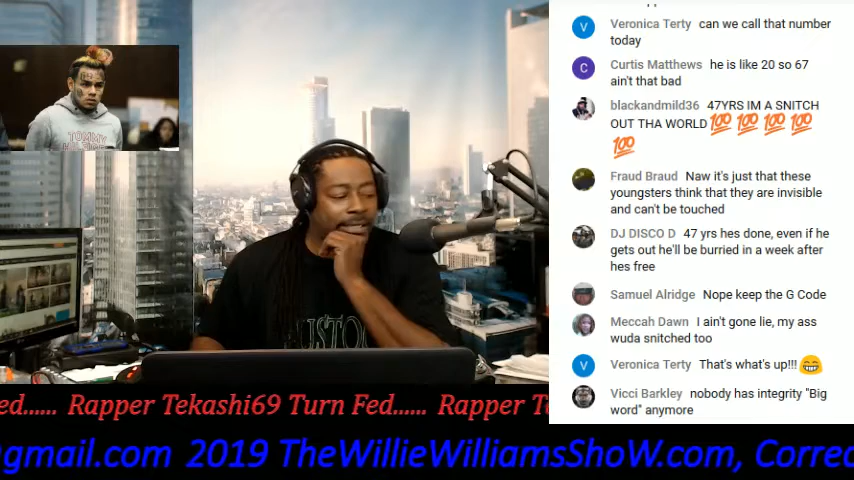 TOMMY
Veronica Terty can we call that number
today
Curtis Matthews he is like 20 so 67
ain't that bad
blackandmild36 47YRS IM A SNITCH
OUT THA WORLD 💯 💯 💯 💯
💯
Fraud Braud Naw it's just that these
youngsters think that they are invisible
and can't be touched
DJ DISCO D 47 yrs hes done, even if he
gets out he'll be burried in a week after
hes free
Samuel Alridge Nope keep the G Code
Meccah Dawn I ain't gone lie, my ass
wuda snitched too
V Veronica Terty That's what's up!!! 😁
Vicci Barkley nobody has integrity "Big
word" anymore
ed...... Rapper Tekashi69 Turn Fed...... Rapper T
gmail.com 2019 TheWillieWilliamsShoW.com, Correc